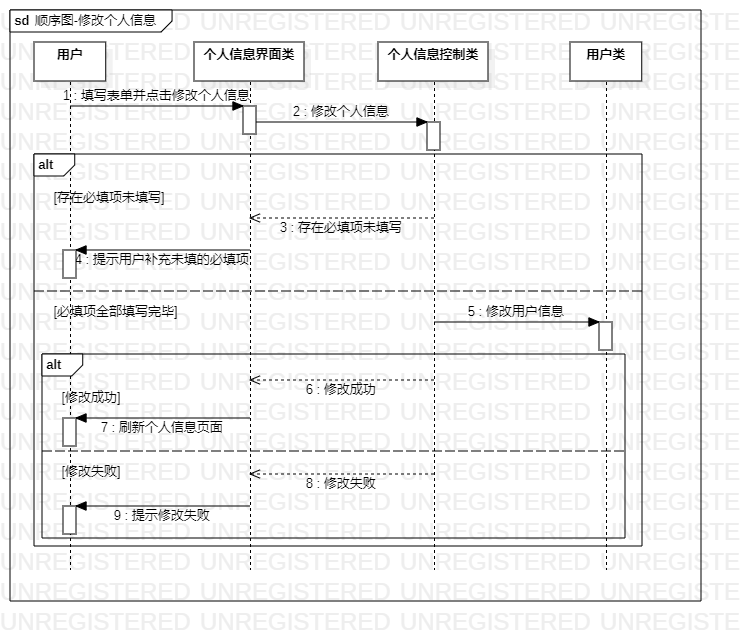 sd 顺序图-修改个人信息
用户
个人信息界面类
个人信息控制类
用户类
1 : 填写表单并点击修改个人信息
2 : 修改个人信息
alt
[存在必填项未填写]
3 : 存在必填项未填写
4 : 提示用户补充未填的必填项
[必填项全部填写完毕]
5 : 修改用户信息
alt
6 : 修改成功
[修改成功]
7 : 刷新个人信息页面
[修改失败]
8 : 修改失败
9 : 提示修改失败
UNREGISTERED